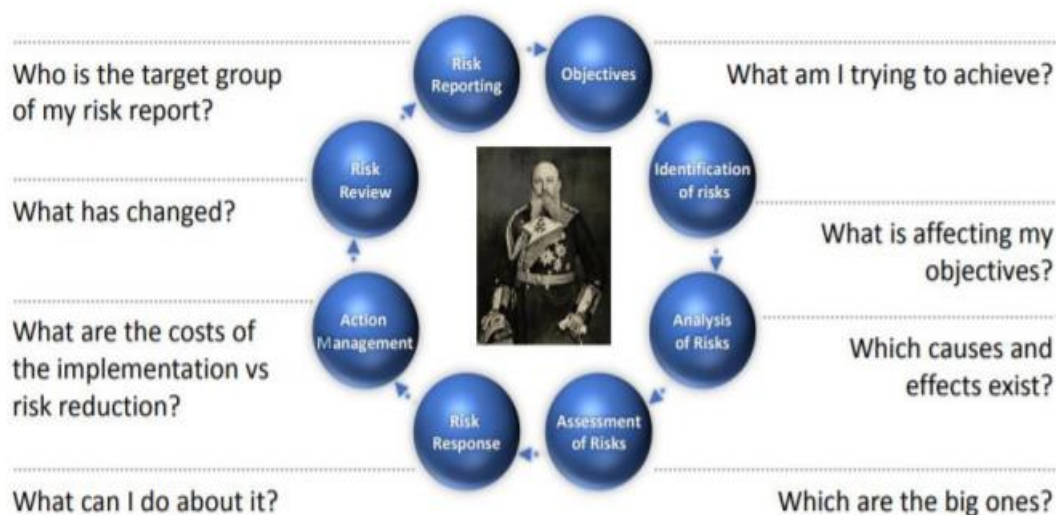 Risk
Reporting
Objectives
Who is the target group
of my risk report?
What am I trying to achieve?
Risk
Review
Identification
of risks
What has changed?
What is affecting my
objectives?
Action
Management
Analysis
of Risks
What are the costs of
the implementation vs
risk reduction?
Which causes and
effects exist?
Risk
Response
Assessment
of Risks
What can I do about it?
Which are the big ones?